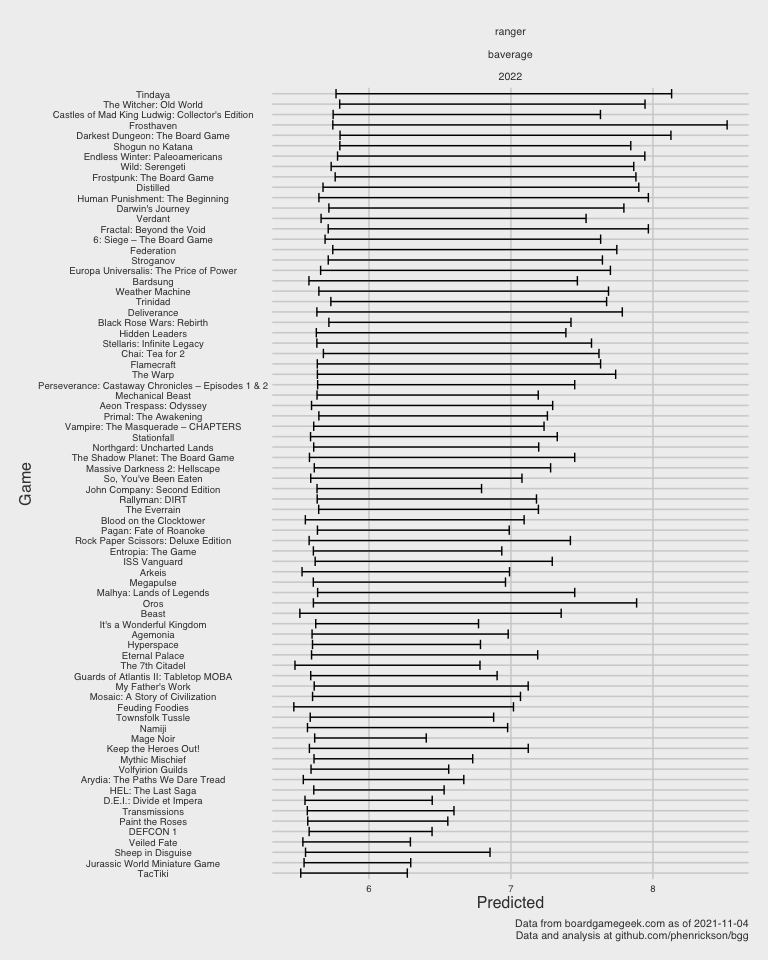 ranger
baverage
2022
Tindaya
The Witcher: Old World
Castles of Mad King Ludwig: Collector's Edition
Frosthaven
Darkest Dungeon: The Board Game
Shogun no Katana
Endless Winter: Paleoamericans
Wild: Serengeti
Frostpunk: The Board Game
Distilled
Human Punishment: The Beginning
Darwin's Journey
Verdant
Fractal: Beyond the Void
6: Siege – The Board Game
Federation
Stroganov
Europa Universalis: The Price of Power
Bardsung
Weather Machine
Trinidad
Deliverance
Black Rose Wars: Rebirth
Hidden Leaders
Stellaris: Infinite Legacy
Chai: Tea for 2
Flamecraft
The Warp
Perseverance: Castaway Chronicles – Episodes 1 & 2
Mechanical Beast
Aeon Trespass: Odyssey
Primal: The Awakening
Vampire: The Masquerade – CHAPTERS
Stationfall
Northgard: Uncharted Lands
The Shadow Planet: The Board Game
Massive Darkness 2: Hellscape
So, You've Been Eaten
John Company: Second Edition
Rallyman: DIRT
The Everrain
Blood on the Clocktower
Pagan: Fate of Roanoke
Rock Paper Scissors: Deluxe Edition
Entropia: The Game
ISS Vanguard
Arkeis
Megapulse
Malhya: Lands of Legends
Oros
Beast
It's a Wonderful Kingdom
Agemonia
Hyperspace
Eternal Palace
The 7th Citadel
Guards of Atlantis II: Tabletop MOBA
My Father's Work
Mosaic: A Story of Civilization
Feuding Foodies
Townsfolk Tussle
Namiji
Mage Noir
Keep the Heroes Out!
Mythic Mischief
Volfyirion Guilds
Arydia: The Paths We Dare Tread
HEL: The Last Saga
D.E.I.: Divide et Impera
Transmissions
Paint the Roses
DEFCON 1
Veiled Fate
Sheep in Disguise
Jurassic World Miniature Game
TacTiki
Game
6 7 8
Predicted
Data from boardgamegeek.com as of 2021-11-04
Data and analysis at github.com/phenrickson/bgg